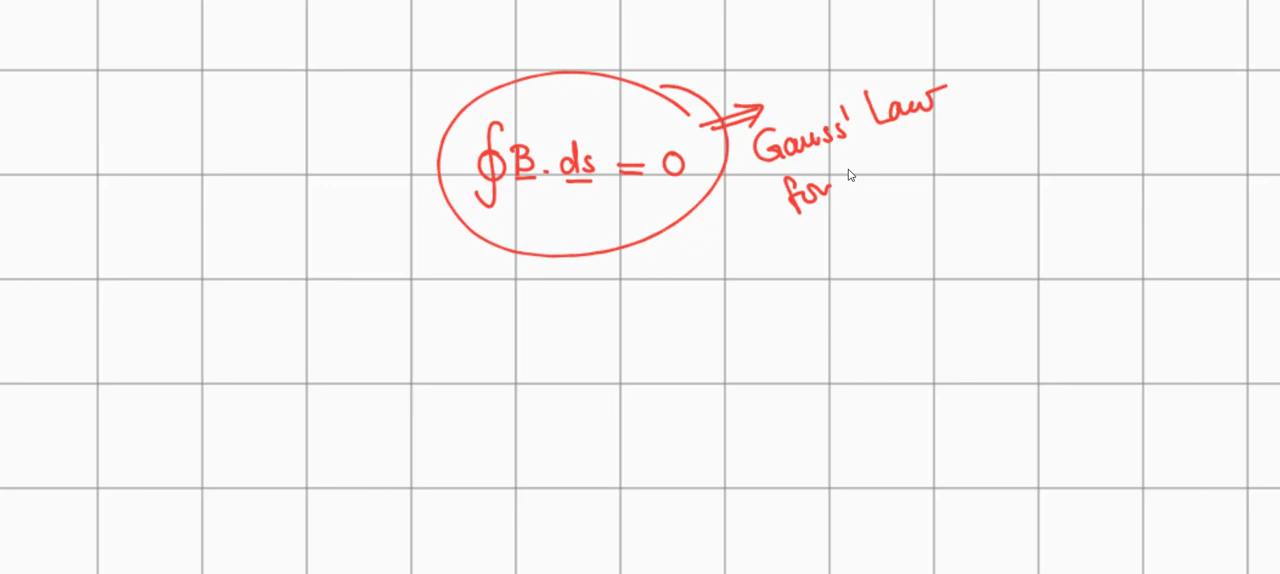 ∮B. ds = 0
Gauss' Law
for